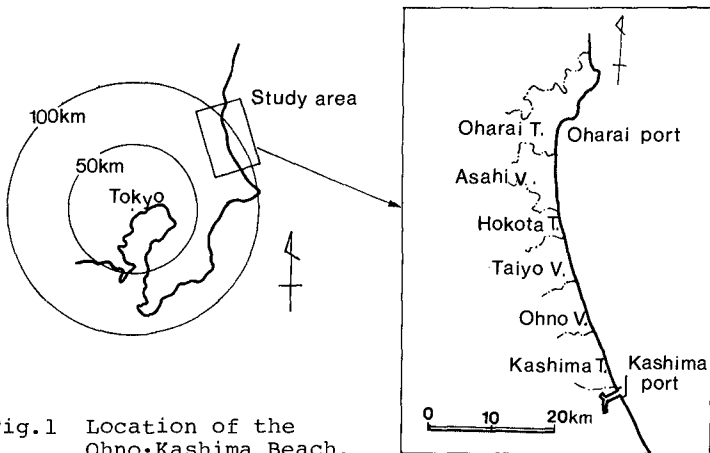 100km
Study area
50km
Tokyo
Oharai T.
Oharai port
Asahi V.
Hokota T.
Taiyo V.
Ohno V.
Kashima T.
Kashima
port
0 10 20km
ig.1 Location of the
Ohno·Kashima Beach.